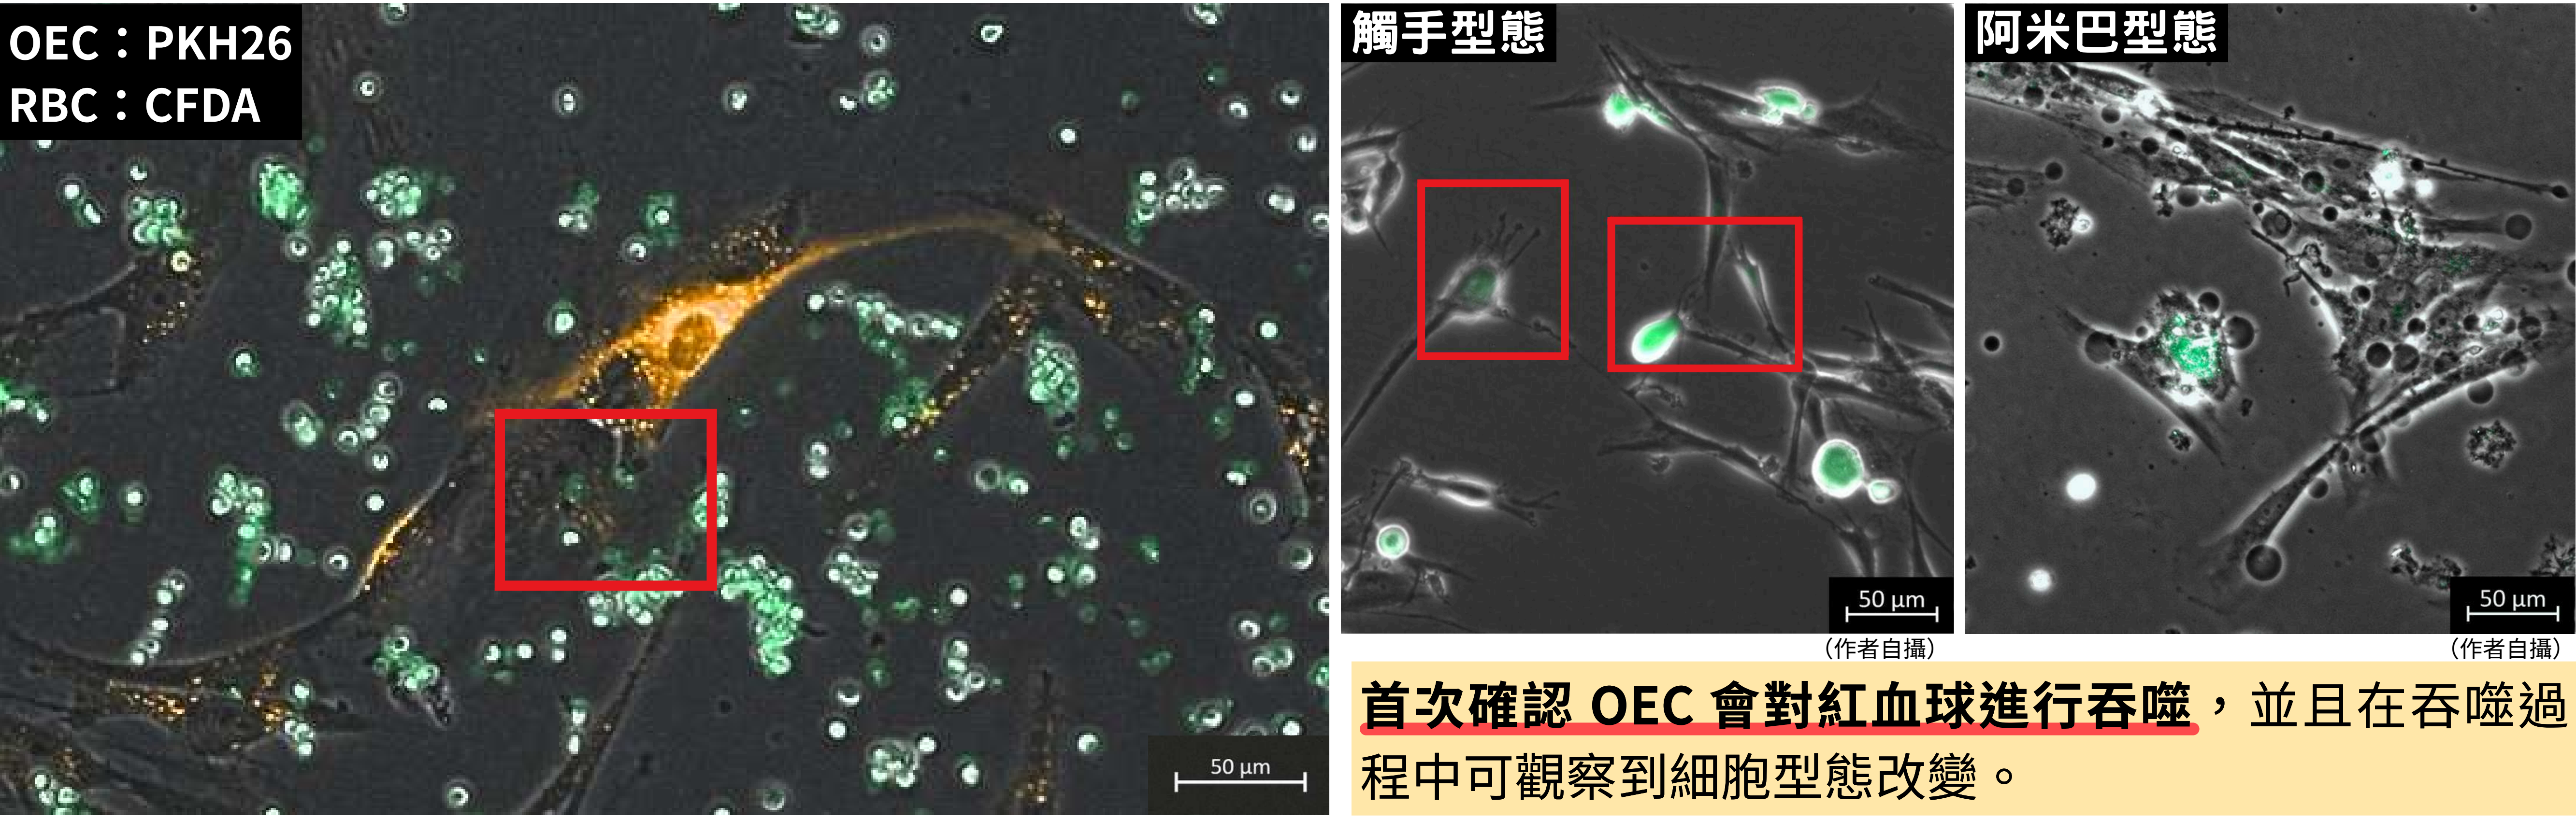 OEC：PKH26
RBC：CFDA
50 μm
觸手型態
50 μm
（作者自攝）
阿米巴型態
50 μm
（作者自攝）
首次確認 OEC 會對紅血球進行吞噬，並且在吞噬過
程中可觀察到細胞型態改變。